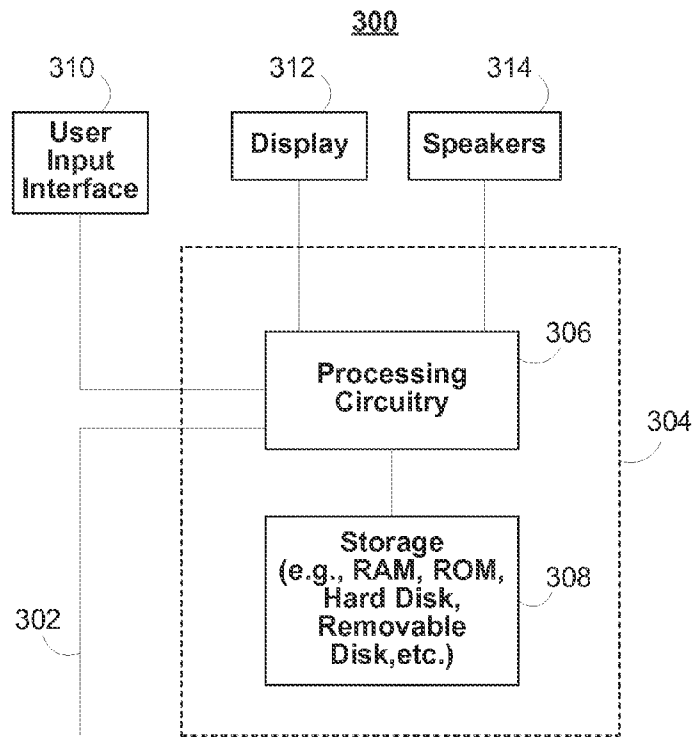 300
310
312
314
User
Input
Interface
Display
Speakers
306
Processing
Circuitry
304
Storage
(e.g., RAM, ROM,
Hard Disk,
Removable
Disk,etc.)
308
302